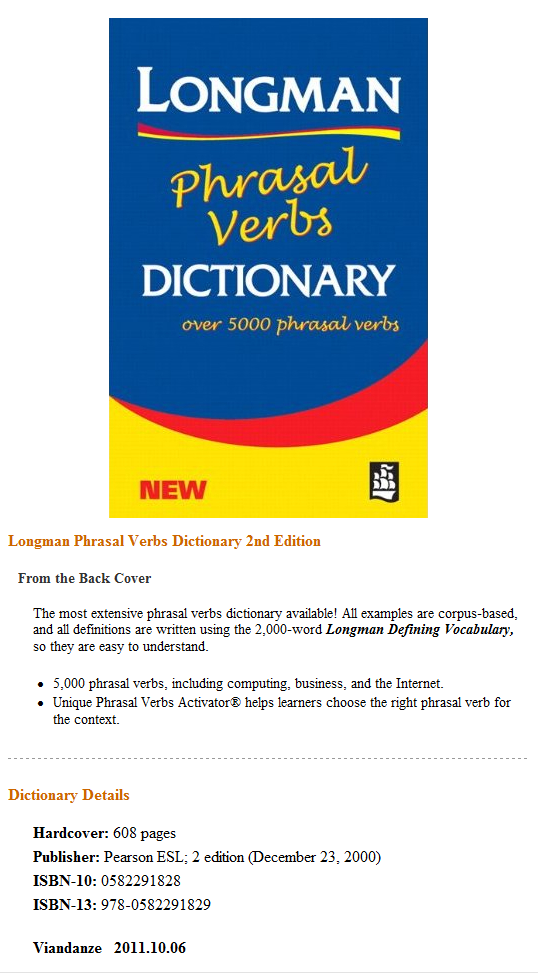 LONGMAN
Phrasal
Verbs
DICTIONARY
over 5000 phrasal verbs
NEW
Longman Phrasal Verbs Dictionary 2nd Edition
From the Back Cover
The most extensive phrasal verbs dictionary available! All examples are corpus-based,
and all definitions are written using the 2,000-word Longman Defining Vocabulary,
so they are easy to understand.
• 5,000 phrasal verbs, including computing, business, and the Internet.
• Unique Phrasal Verbs Activator® helps learners choose the right phrasal verb for
the context.
Dictionary Details
Hardcover: 608 pages
Publisher: Pearson ESL; 2 edition (December 23, 2000)
ISBN-10: 0582291828
ISBN-13: 978-0582291829
Viandanze 2011.10.06